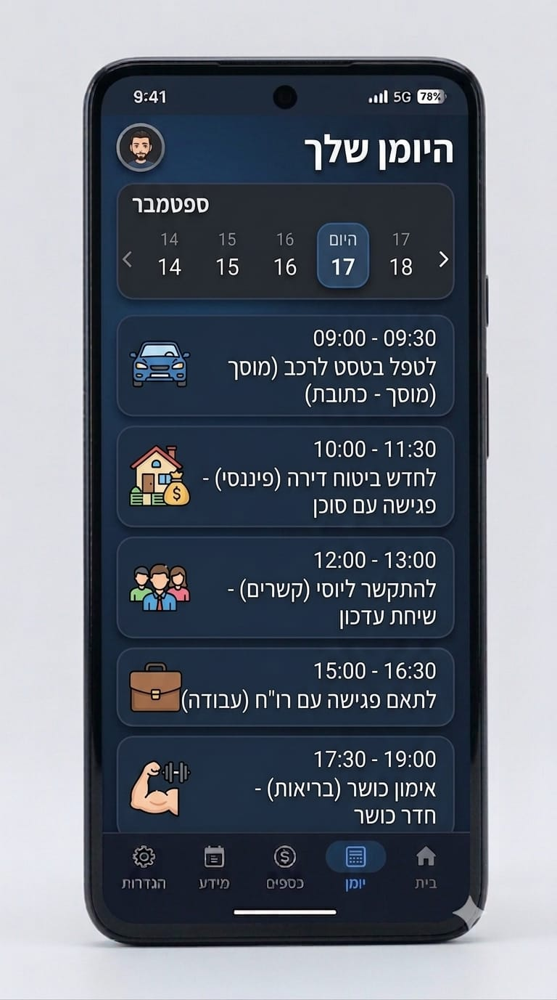 9:41
5G 78%
היומן שלך
ספטמבר
14 15 16 היום 17
14 15 16 17 18
09:00 - 09:30
לטפל בטסט לרכב (מוסך
(מוסך - כתובת)
10:00 - 11:30
לחדש ביטוח דירה (פיננסי) -
פגישה עם סוכן
12:00 - 13:00
להתקשר ליוסי (קשרים) -
שיחת עדכון
15:00 - 16:30
לתאם פגישה עם רו"ח (עבודה)
17:30 - 19:00
אימון כושר (בריאות) -
חדר כושר
בית
יומן
כספים
מידע
הגדרות